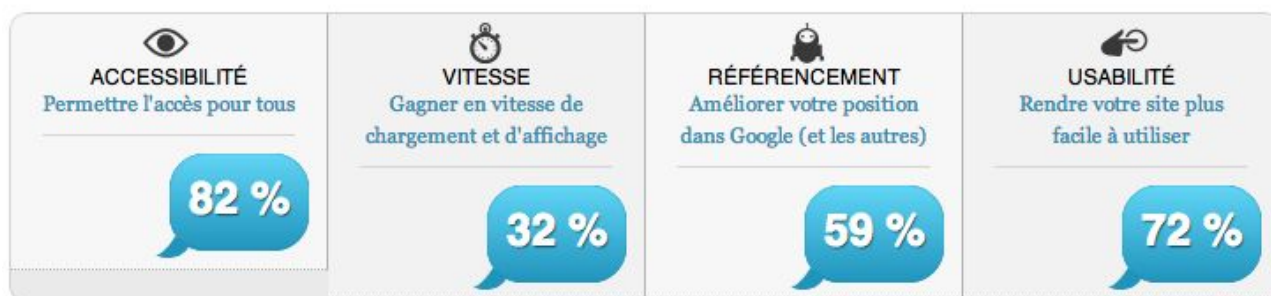 ACCESSIBILITÉ
Permettre l'accès pour tous
82 %
VITESSE
Gagner en vitesse de
chargement et d'affichage
32 %
RÉFÉRENCEMENT
Améliorer votre position
dans Google (et les autres)
59 %
USABILITÉ
Rendre votre site plus
facile à utiliser
72 %